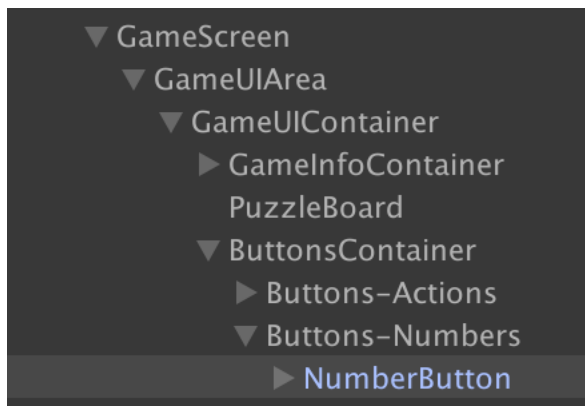 GameScreen
GameUIArea
GameUIContainer
GameInfoContainer
PuzzleBoard
ButtonsContainer
Buttons-Actions
Buttons-Numbers
NumberButton